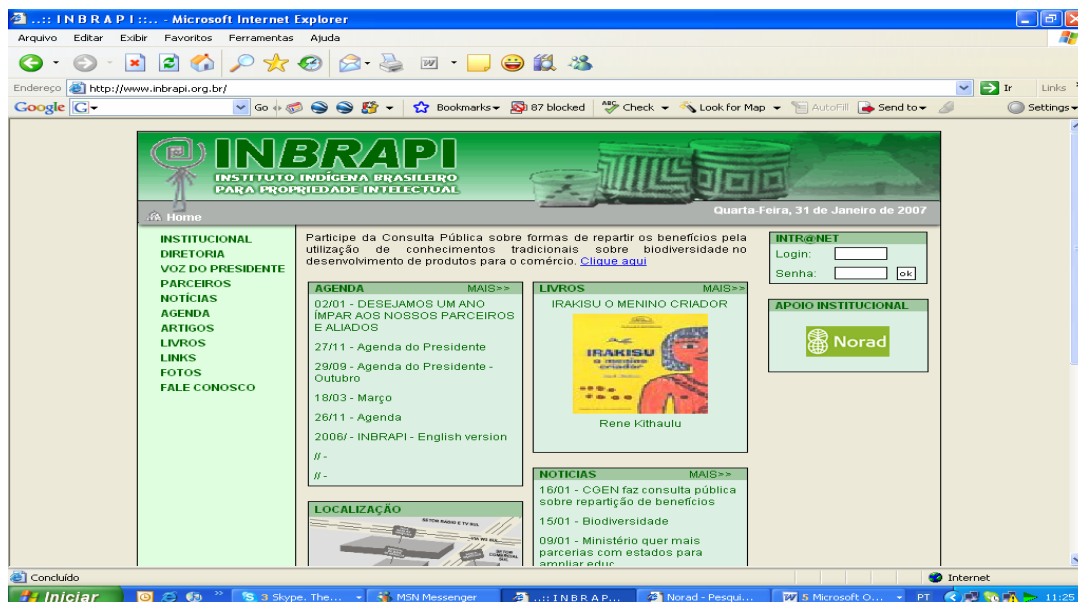 ..:: I N B R A P I ::.. - Microsoft Internet Explorer
Arquivo Editar Exibir Favoritos Ferramentas Ajuda
Endereço http://www.inbrapi.org.br/ Ir Links
Google G Go Bookmarks 87 blocked Check Look for Map AutoFill Send to Settings
INBRAPI
INSTITUTO INDÍGENA BRASILEIRO
PARA PROPRIEDADE INTELECTUAL
Quarta-Feira, 31 de Janeiro de 2007
Home
INSTITUCIONAL
DIRETORIA
VOZ DO PRESIDENTE
PARCEIROS
NOTÍCIAS
AGENDA
ARTIGOS
LIVROS
LINKS
FOTOS
FALE CONOSCO
Participe da Consulta Pública sobre formas de repartir os benefícios pela
utilização de conhecimentos tradicionais sobre biodiversidade no
desenvolvimento de produtos para o comércio. Clique aqui
AGENDA MAIS>>
02/01 - DESEJAMOS UM ANO
ÍMPAR AOS NOSSOS PARCEIROS
E ALIADOS
27/11 - Agenda do Presidente
29/09 - Agenda do Presidente -
Outubro
18/03 - Março
26/11 - Agenda
2006/ - INBRAPI - English version
// -
// -
LOCALIZAÇÃO
SETOR RADIO E TV SUL
LIVROS MAIS>>
IRAKISU O MENINO CRIADOR
IRAKISU
o menino
criador
Rene Kithaulu
NOTICIAS MAIS>>
16/01 - CGEN faz consulta pública
sobre repartição de benefícios
15/01 - Biodiversidade
09/01 - Ministério quer mais
parcerias com estados para
ampliar educ
INTR@NET
Login:
Senha: ok
APOIO INSTITUCIONAL
Norad
Concluído Internet
Iniciar 3 Skype. The... MSN Messenger ..:: I N B R A P... Norad - Pesqui... 5 Microsoft O... PT 11:25